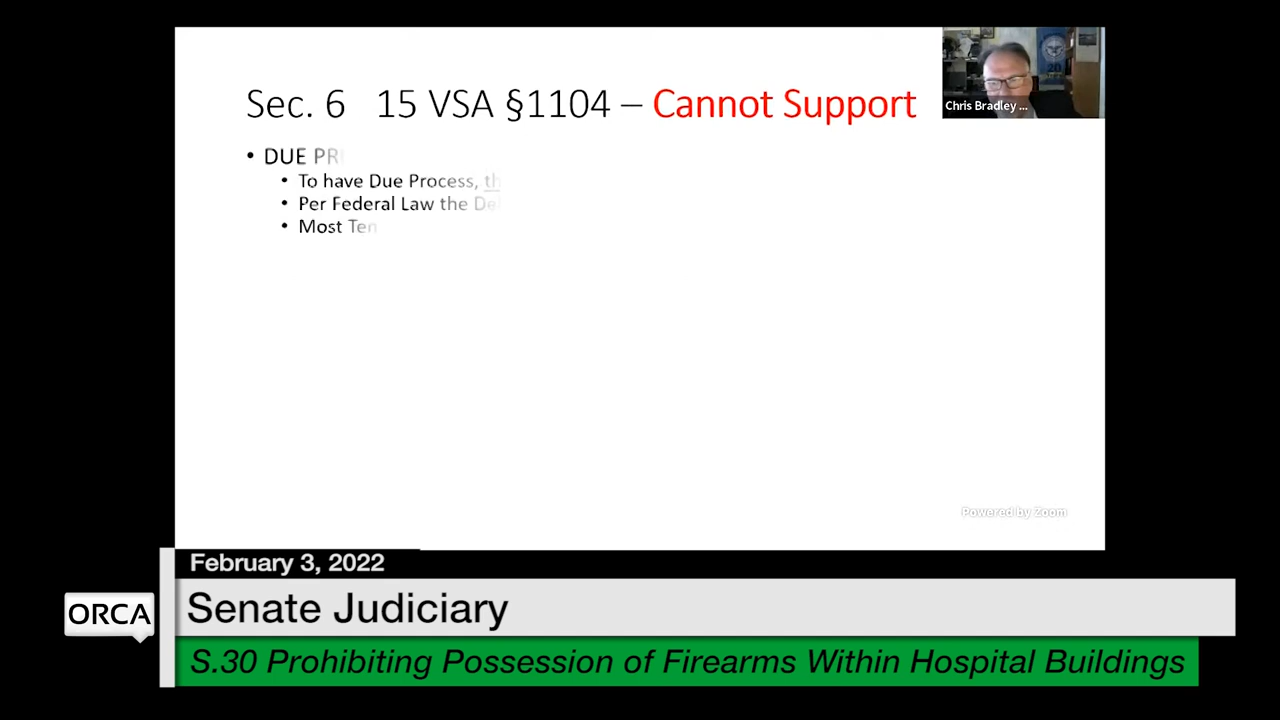 Sec. 6 15 VSA §1104 – Cannot Support
Chris Bradley ...
• DUE
• To have Due Process,
• Per Federal Law the
• Most
Powered by Zoom
February 3, 2022
ORCA
Senate Judiciary
S.30 Prohibiting Possession of Firearms Within Hospital Buildings